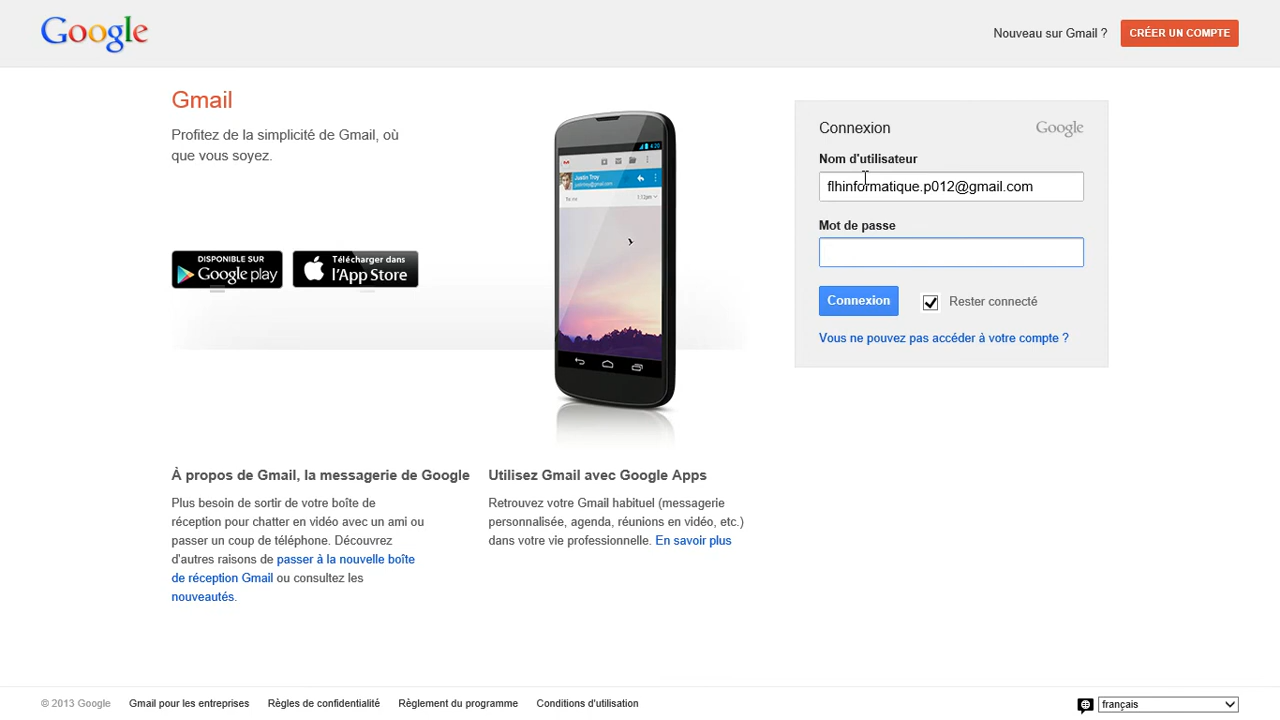 Google
Nouveau sur Gmail ?
CRÉER UN COMPTE
Gmail
Profitez de la simplicité de Gmail, où
que vous soyez.
DISPONIBLE SUR
Google play
Télécharger dans
l'App Store
4:20
Justin Troy
1:13pm
Connexion
Google
Nom d'utilisateur
flhinformatique.p012@gmail.com
Mot de passe
Connexion
Rester connecté
Vous ne pouvez pas accéder à votre compte ?
À propos de Gmail, la messagerie de Google
Plus besoin de sortir de votre boîte de
réception pour chatter en vidéo avec un ami ou
passer un coup de téléphone. Découvrez
d'autres raisons de passer à la nouvelle boîte
de réception Gmail ou consultez les
nouveautés.
Utilisez Gmail avec Google Apps
Retrouvez votre Gmail habituel (messagerie
personnalisée, agenda, réunions en vidéo, etc.)
dans votre vie professionnelle. En savoir plus
© 2013 Google
Gmail pour les entreprises
Règles de confidentialité
Règlement du programme
Conditions d'utilisation
français